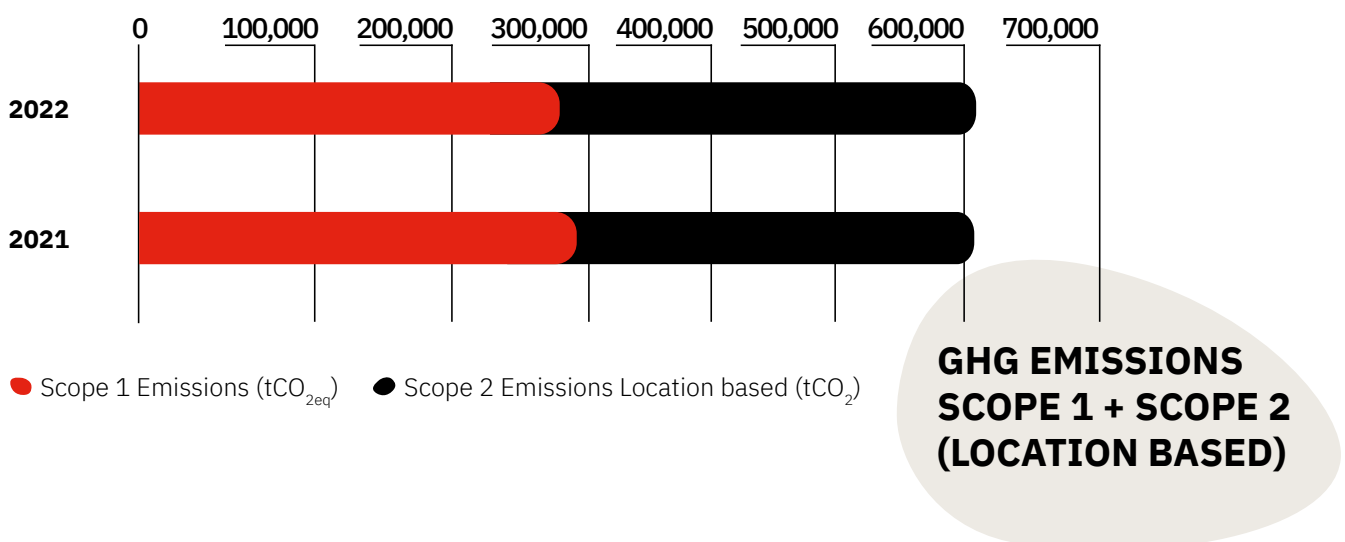 0 100,000 200,000 300,000 400,000 500,000 600,000 700,000
2022
2021
Scope 1 Emissions (tCO2eq) Scope 2 Emissions Location based (tCO2)
GHG EMISSIONS
SCOPE 1 + SCOPE 2
(LOCATION BASED)